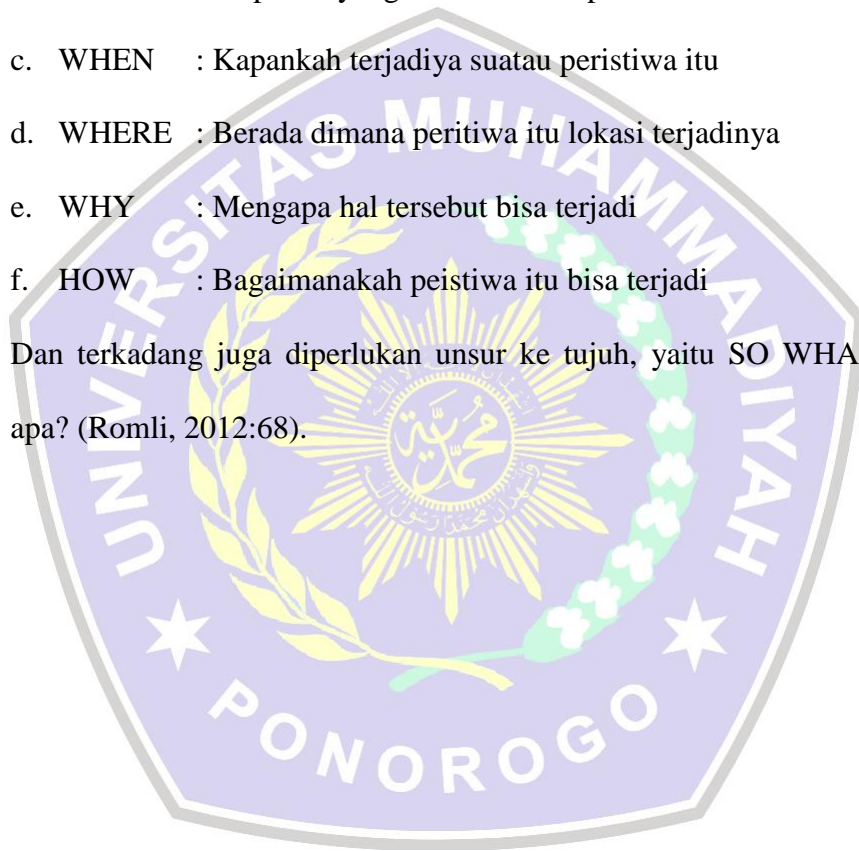 c. WHEN : Kapankah terjadiya suatau peristiwa itu
d. WHERE : Berada dimana peritiwa itu lokasi terjadinya
e. WHY : Mengapa hal tersebut bisa terjadi
f. HOW : Bagaimanakah peistiwa itu bisa terjadi
Dan terkadang juga diperlukan unsur ke tujuh, yaitu SO WHA
apa? (Romli, 2012:68).
UNIVERSITAS MUHAMMADIYAH
PONOROGO